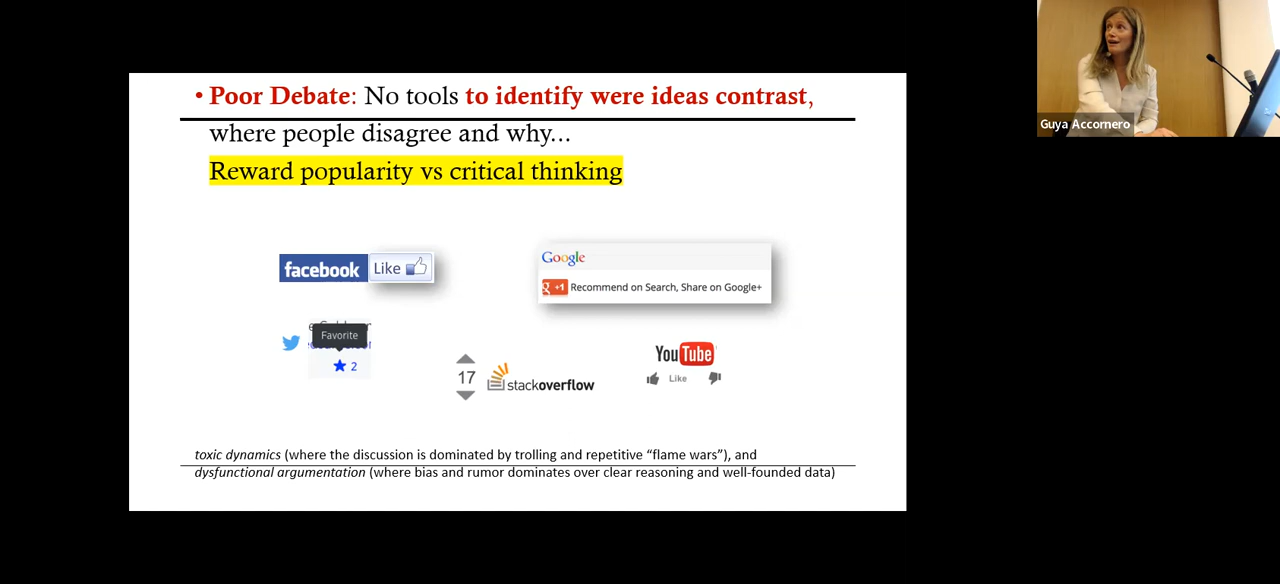 • Poor Debate: No tools to identify were ideas contrast,
where people disagree and why...
Reward popularity vs critical thinking
facebook Like
Google
g +1 Recommend on Search, Share on Google+
Favorite
2
17
stackoverflow
YouTube
Like
toxic dynamics (where the discussion is dominated by trolling and repetitive “flame wars”), and
dysfunctional argumentation (where bias and rumor dominates over clear reasoning and well-founded data)
Guya Accornero